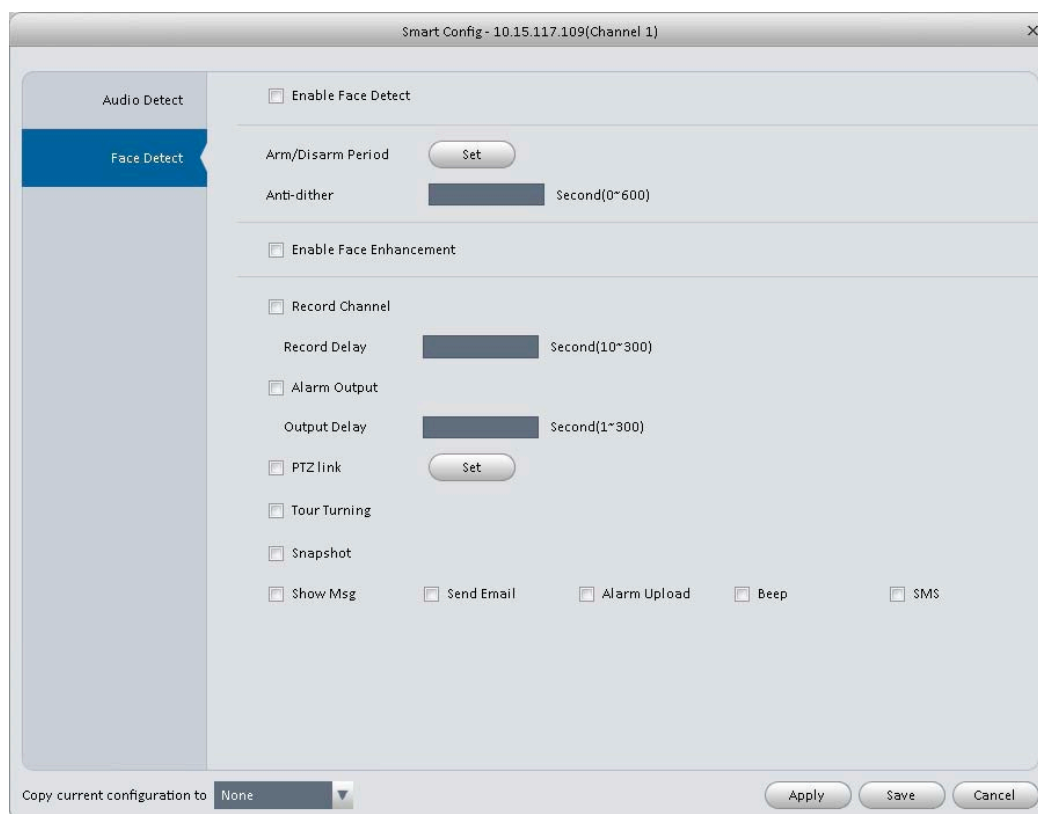 Smart Config - 10.15.117.109(Channel 1)
Audio Detect
Face Detect
Enable Face Detect
Arm/Disarm Period Set
Anti-dither Second(0~600)
Enable Face Enhancement
Record Channel
Record Delay Second(10~300)
Alarm Output
Output Delay Second(1~300)
PTZ link Set
Tour Turning
Snapshot
Show Msg Send Email Alarm Upload Beep SMS
Copy current configuration to None Apply Save Cancel